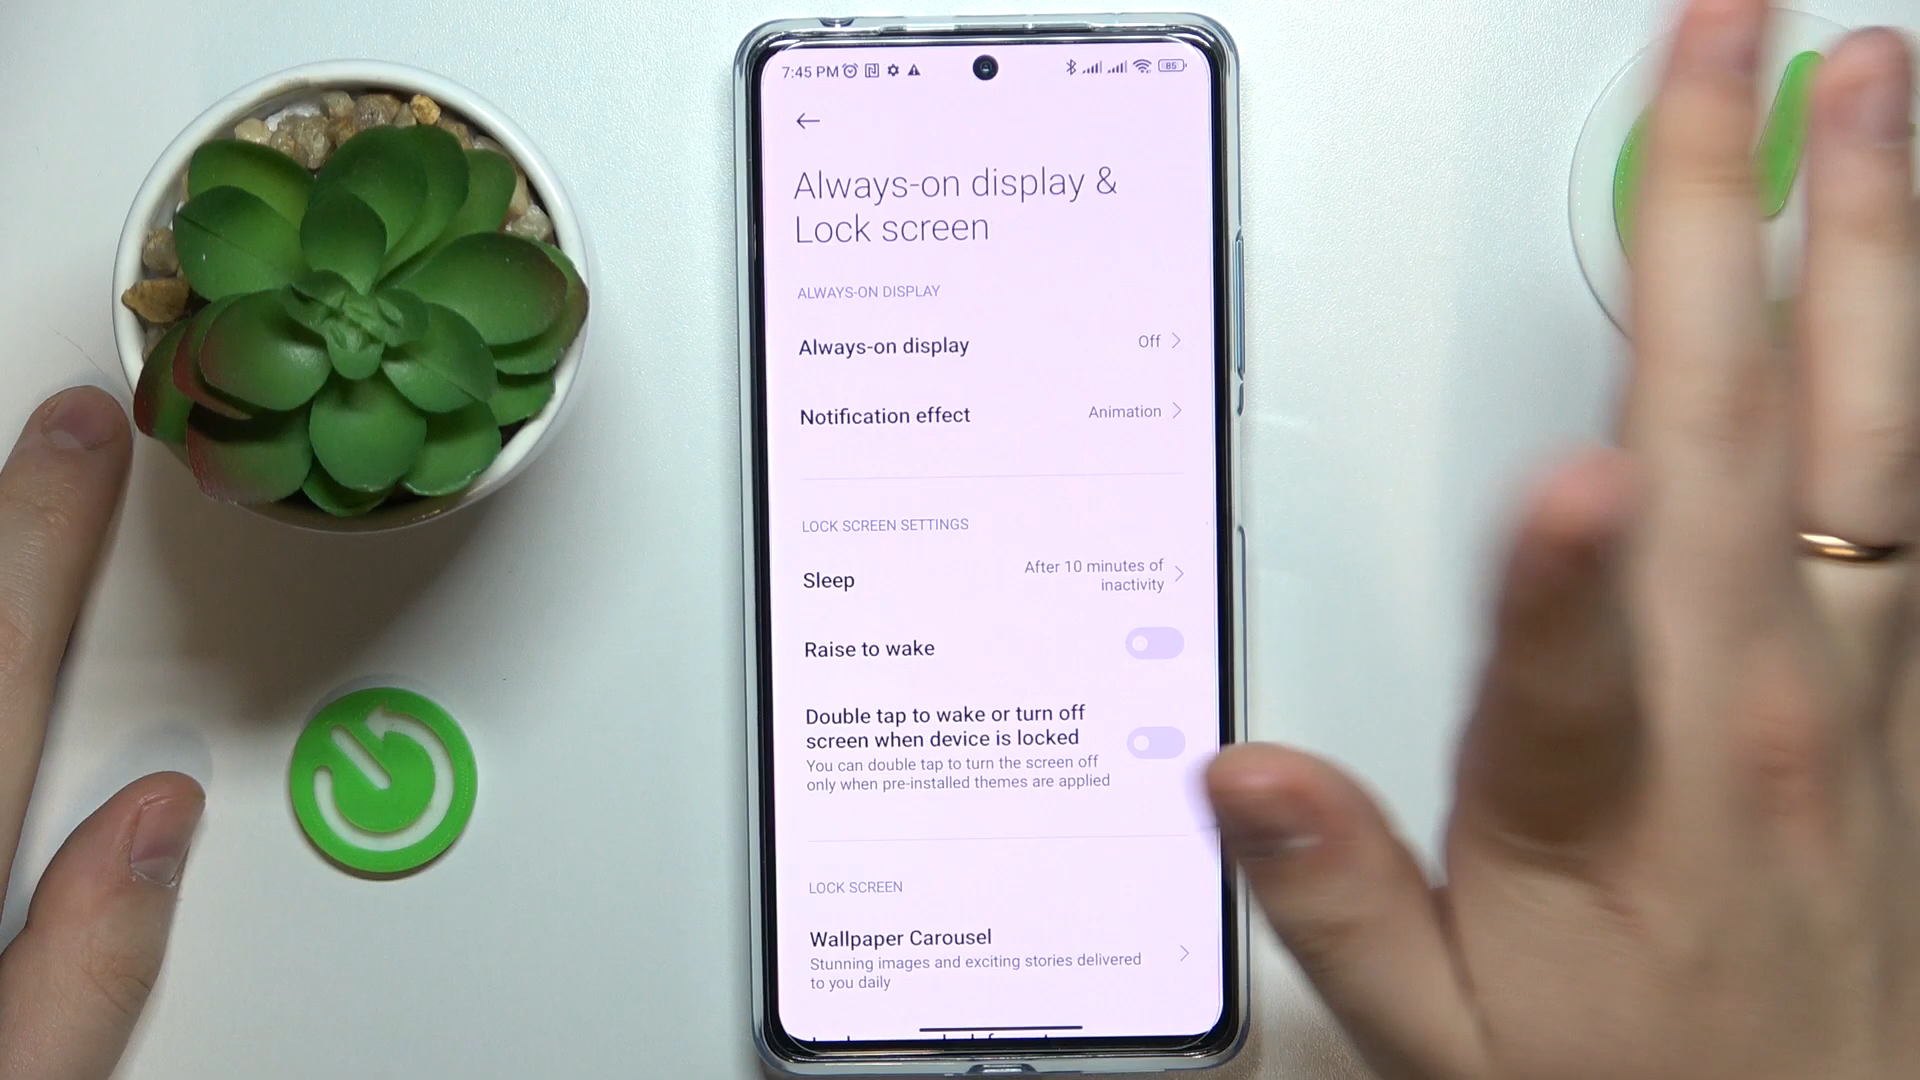 7:45 PM
85
Always-on display &
Lock screen
ALWAYS-ON DISPLAY
Always-on display
Off
Notification effect
Animation
LOCK SCREEN SETTINGS
Sleep
After 10 minutes of
inactivity
Raise to wake
Double tap to wake or turn off
screen when device is locked
You can double tap to turn the screen off
only when pre-installed themes are applied
LOCK SCREEN
Wallpaper Carousel
Stunning images and exciting stories delivered
to you daily